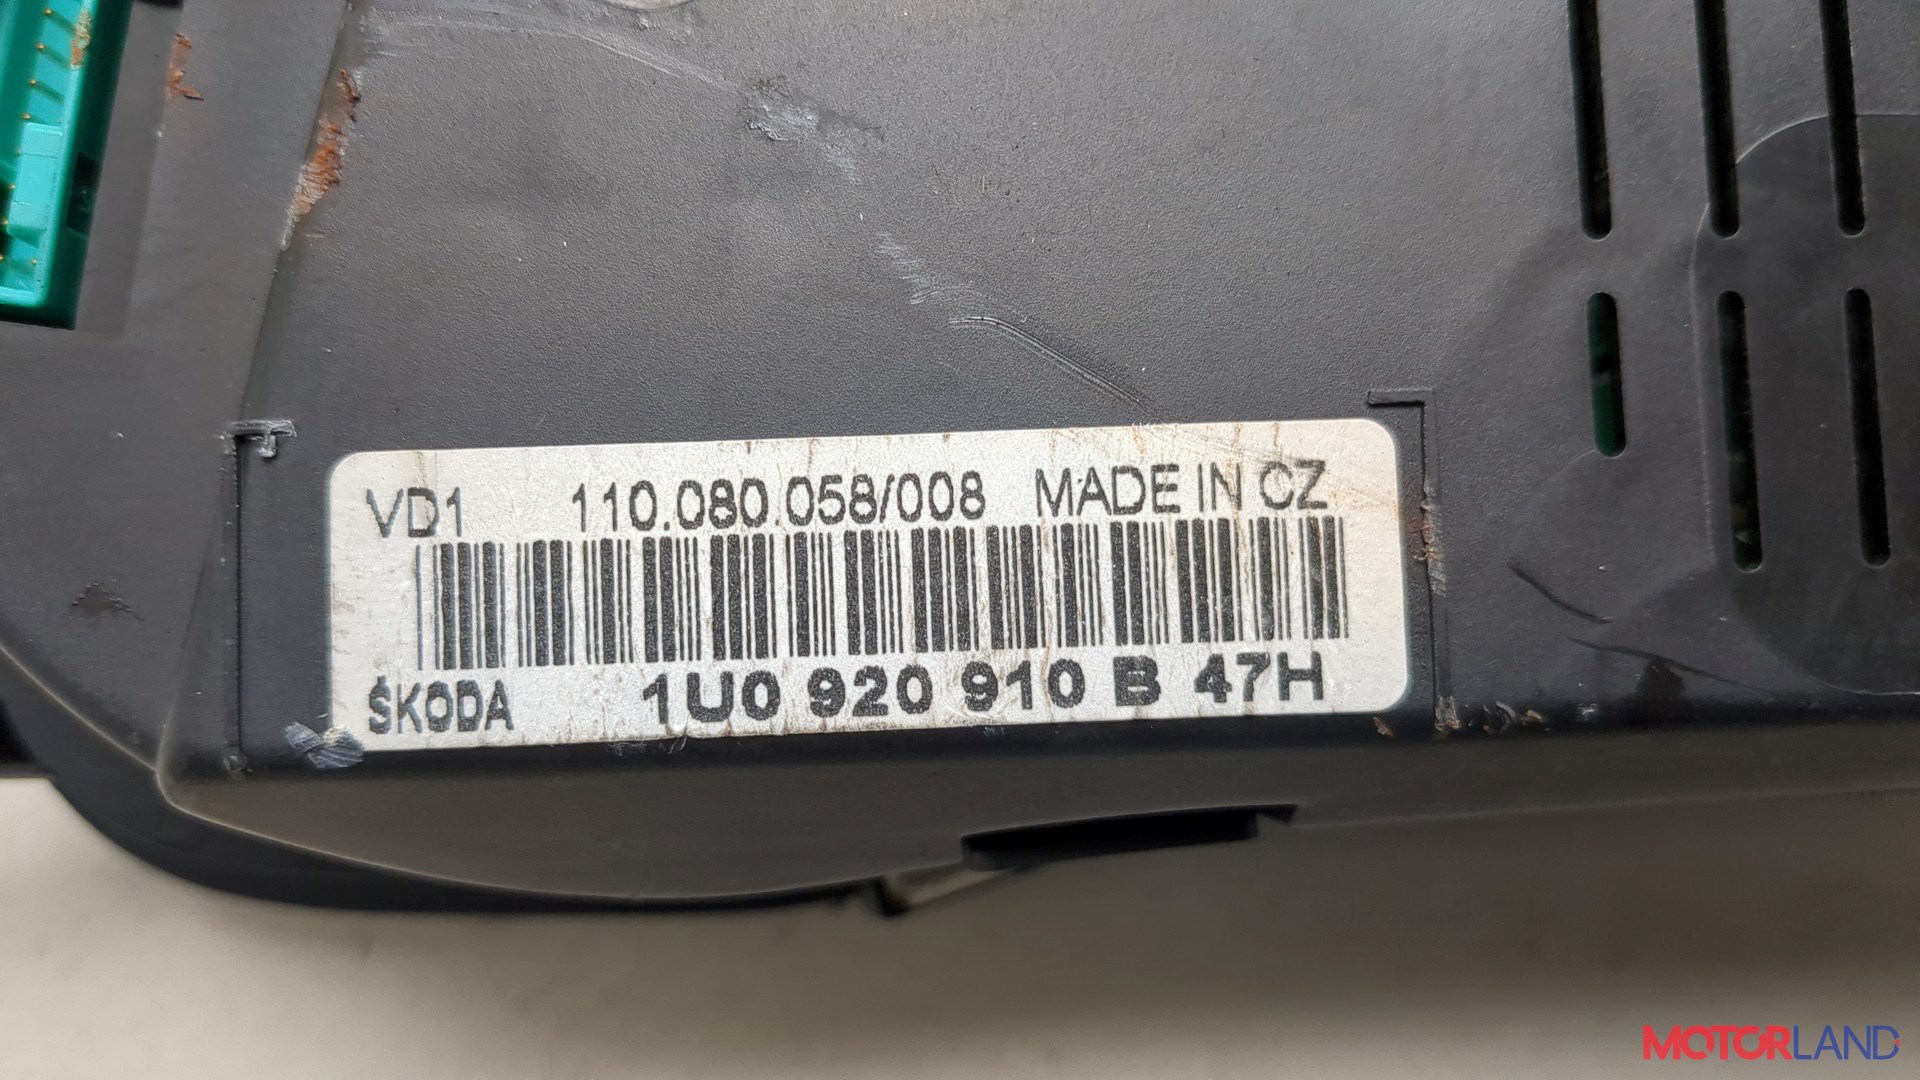 VD1 110.080.058/008 MADE IN CZ
ŠKODA 1U0 920 910 B 47H
MOTORLAND